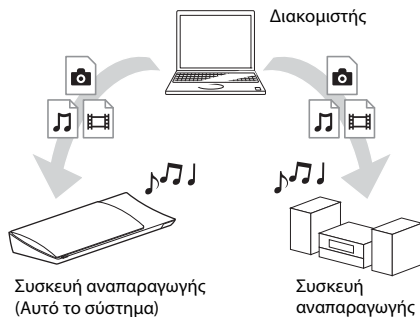 Διακομιστής
Συσκευή αναπαραγωγής
(Αυτό το σύστημα)
Συσκευή
αναπαραγωγής